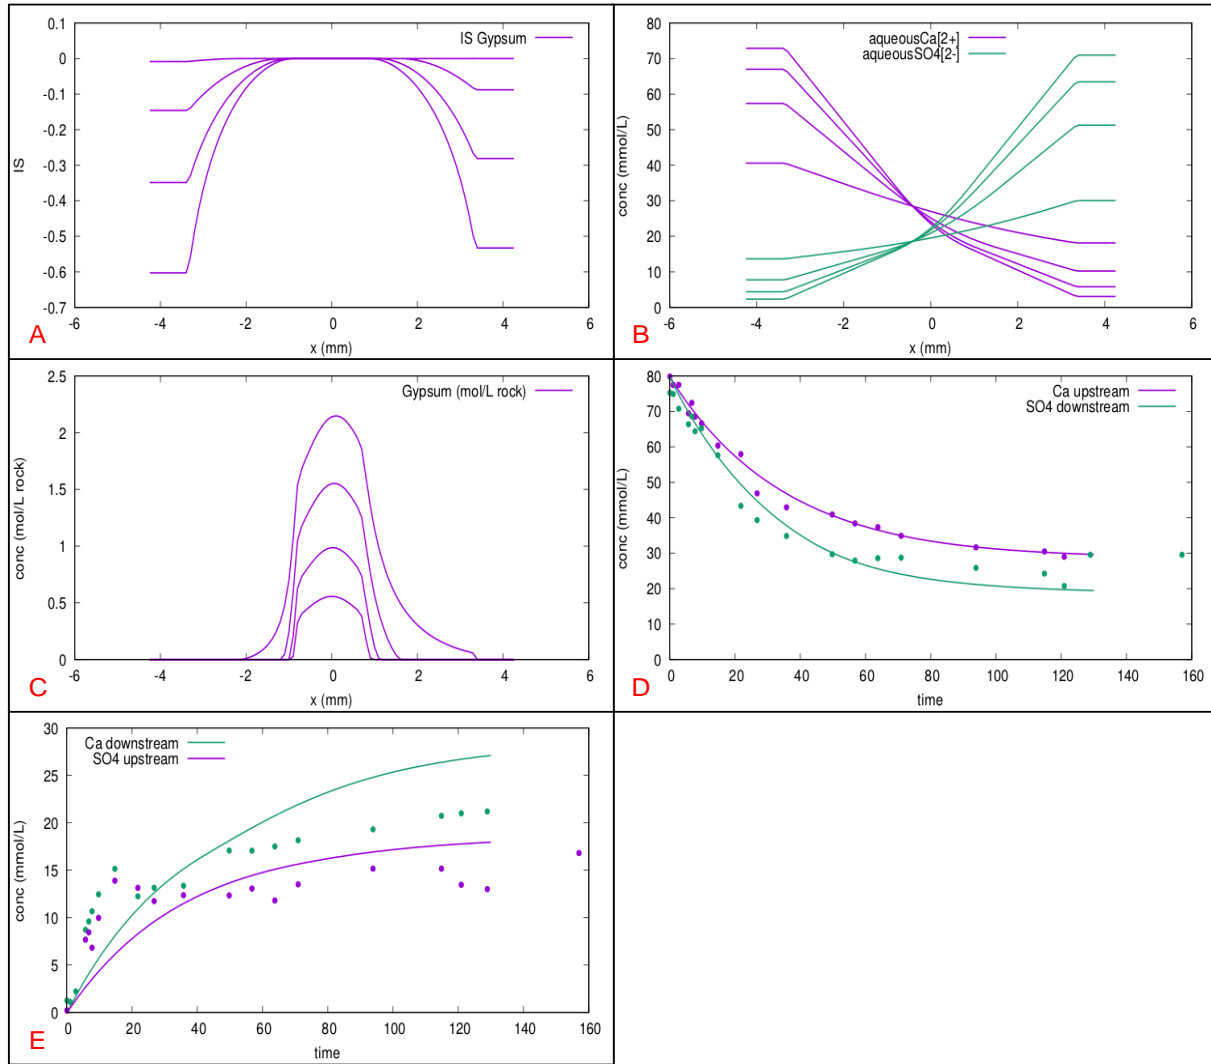 IS Gypsum
0.1
0
-0.1
-0.2
-0.3
-0.4
-0.5
-0.6
-0.7
IS
-6 -4 -2 0 2 4 6
x (mm)
A
aqueousCa[2+]
aqueousSO4[2-]
80
70
60
50
40
30
20
10
0
conc (mmol/L)
-6 -4 -2 0 2 4 6
x (mm)
B
Gypsum (mol/L rock)
2.5
2
1.5
1
0.5
0
conc (mol/L rock)
-6 -4 -2 0 2 4 6
x (mm)
C
Ca upstream
SO4 downstream
80
70
60
50
40
30
20
10
0
conc (mmol/L)
0 20 40 60 80 100 120 140 160
time
D
Ca downstream
SO4 upstream
30
25
20
15
10
5
0
conc (mmol/L)
0 20 40 60 80 100 120 140 160
time
E